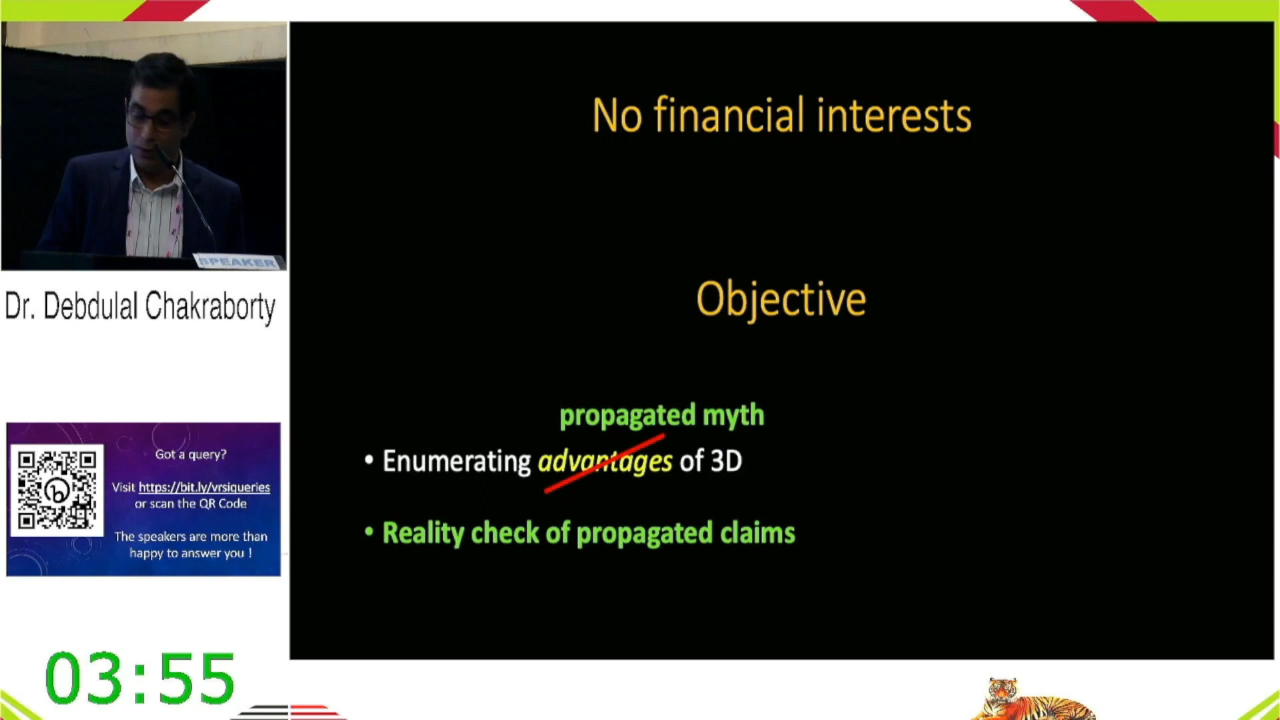 SPEAKER
Dr. Debdulal Chakraborty
Got a query?
Visit https://bit.ly/vrsiqueries
or scan the QR Code
The speakers are more than
happy to answer you !
03:55
No financial interests
Objective
propagated myth
• Enumerating advantages of 3D
• Reality check of propagated claims